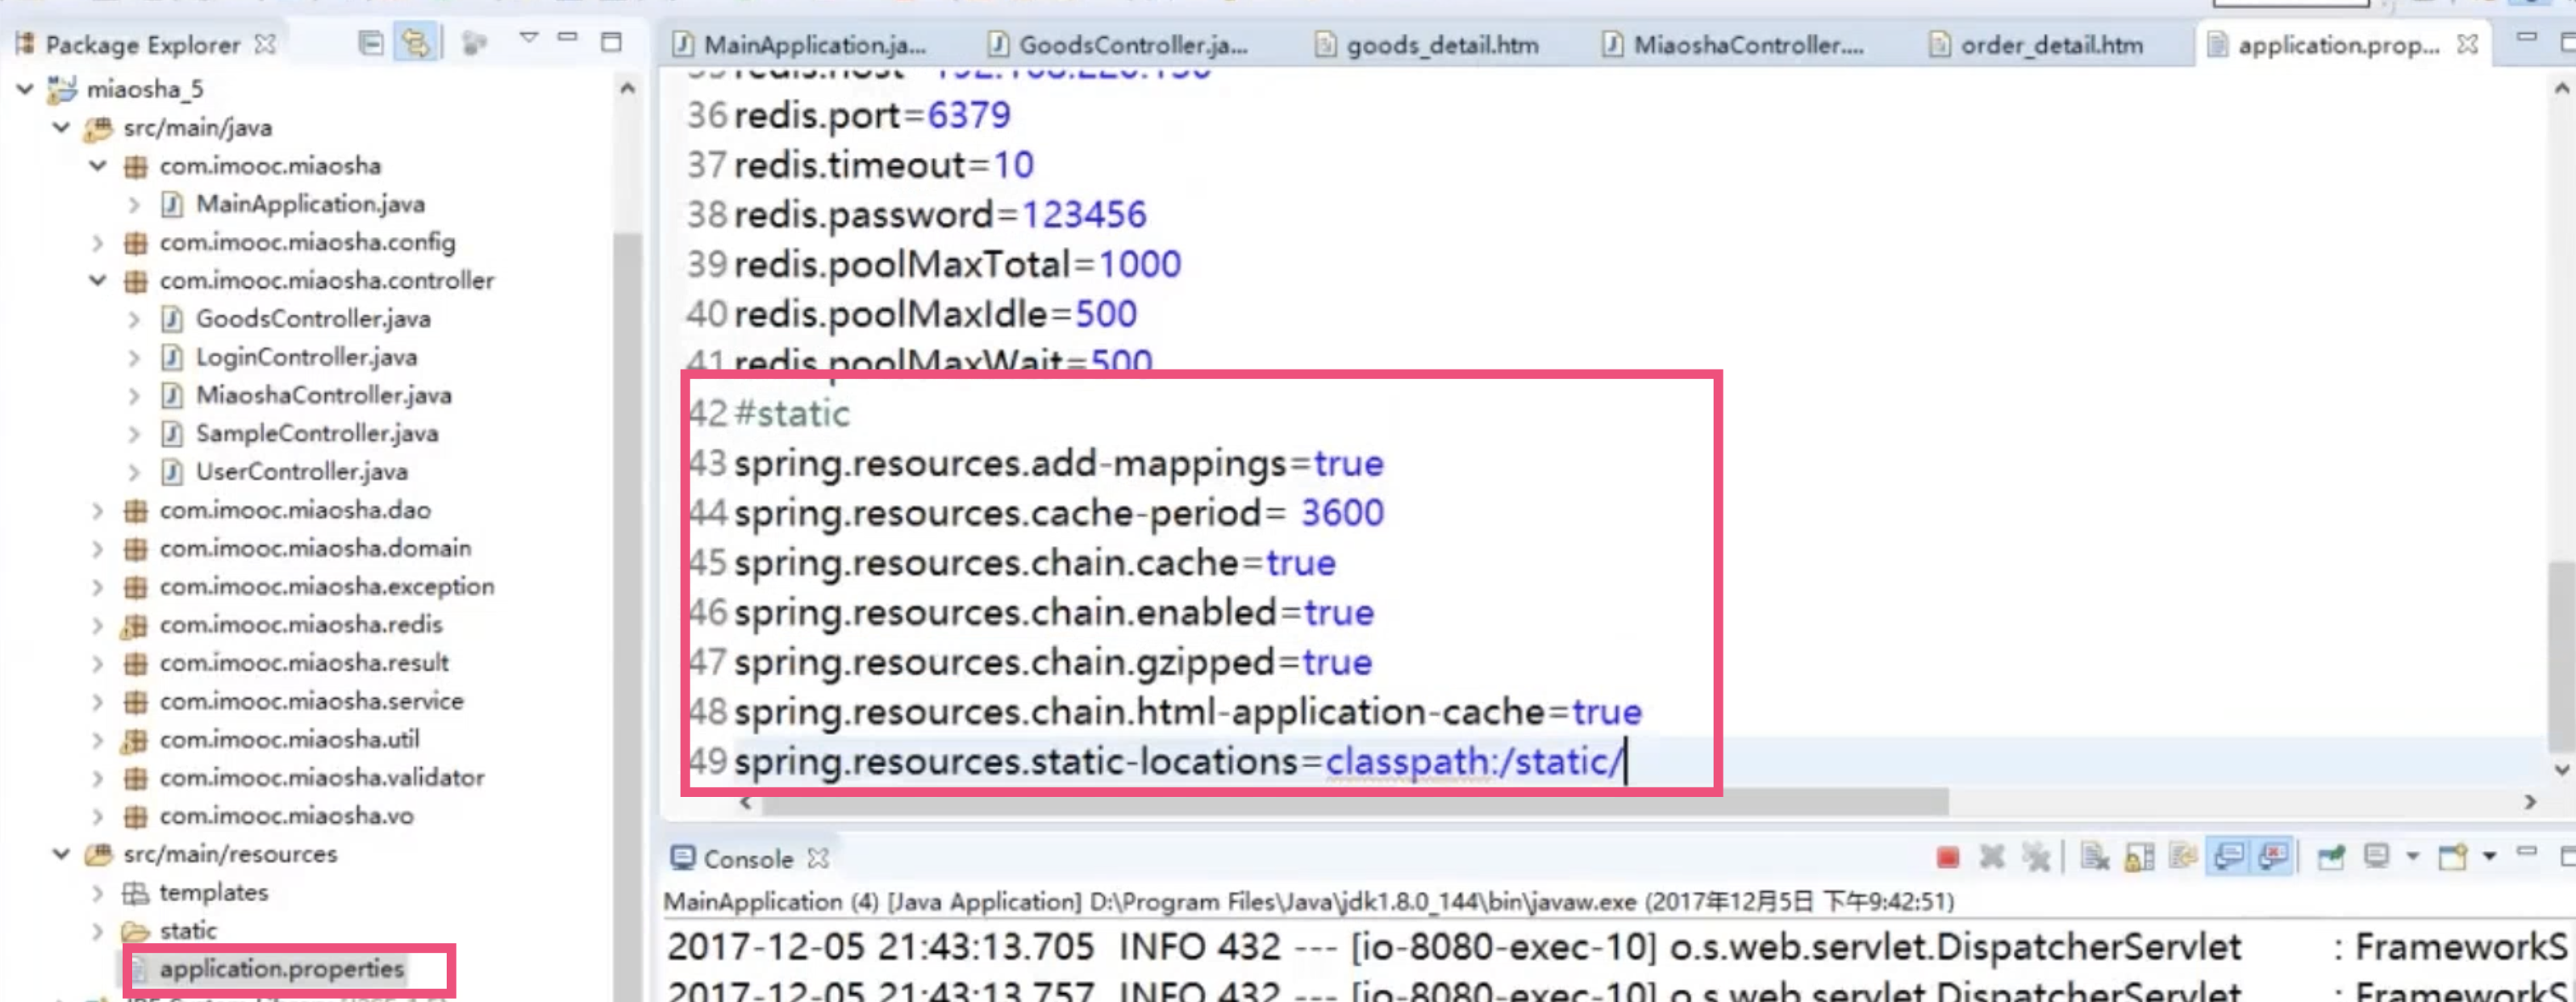 Package Explorer
MainApplication.ja...
GoodsController.ja...
goods_detail.htm
MiaoshaController....
order_detail.htm
application.prop...
miaosha_5
src/main/java
com.imooc.miaosha
MainApplication.java
com.imooc.miaosha.config
com.imooc.miaosha.controller
GoodsController.java
LoginController.java
MiaoshaController.java
SampleController.java
UserController.java
com.imooc.miaosha.dao
com.imooc.miaosha.domain
com.imooc.miaosha.exception
com.imooc.miaosha.redis
com.imooc.miaosha.result
com.imooc.miaosha.service
com.imooc.miaosha.util
com.imooc.miaosha.validator
com.imooc.miaosha.vo
src/main/resources
templates
static
application.properties
36 redis.port=6379
37 redis.timeout=10
38 redis.password=123456
39 redis.poolMaxTotal=1000
40 redis.poolMaxIdle=500
41 redis.poolMaxWait=500
42 #static
43 spring.resources.add-mappings=true
44 spring.resources.cache-period= 3600
45 spring.resources.chain.cache=true
46 spring.resources.chain.enabled=true
47 spring.resources.chain.gzipped=true
48 spring.resources.chain.html-application-cache=true
49 spring.resources.static-locations=classpath:/static/
Console
MainApplication (4) [Java Application] D:\Program Files\Java\jdk1.8.0_144\bin\javaw.exe (2017年12月5日 下午9:42:51)
2017-12-05 21:43:13.705 INFO 432 --- [io-8080-exec-10] o.s.web.servlet.DispatcherServlet : FrameworkS
2017-12-05 21:43:13.757 INFO 432 --- [io-8080-exec-10] o.s.web.servlet.DispatcherServlet : FrameworkS